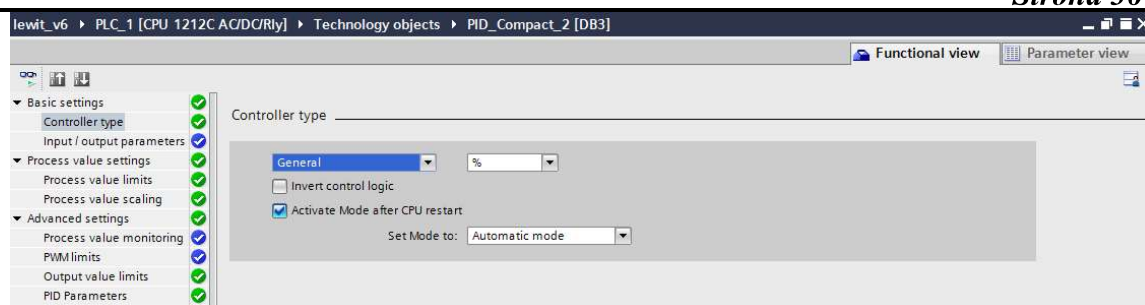 Strona 30
lewit_v6 ▸ PLC_1 [CPU 1212C AC/DC/Rly] ▸ Technology objects ▸ PID_Compact_2 [DB3]
Functional view Parameter view
Basic settings
Controller type
Input / output parameters
Process value settings
Process value limits
Process value scaling
Advanced settings
Process value monitoring
PWM limits
Output value limits
PID Parameters
Controller type
General %
Invert control logic
Activate Mode after CPU restart
Set Mode to: Automatic mode